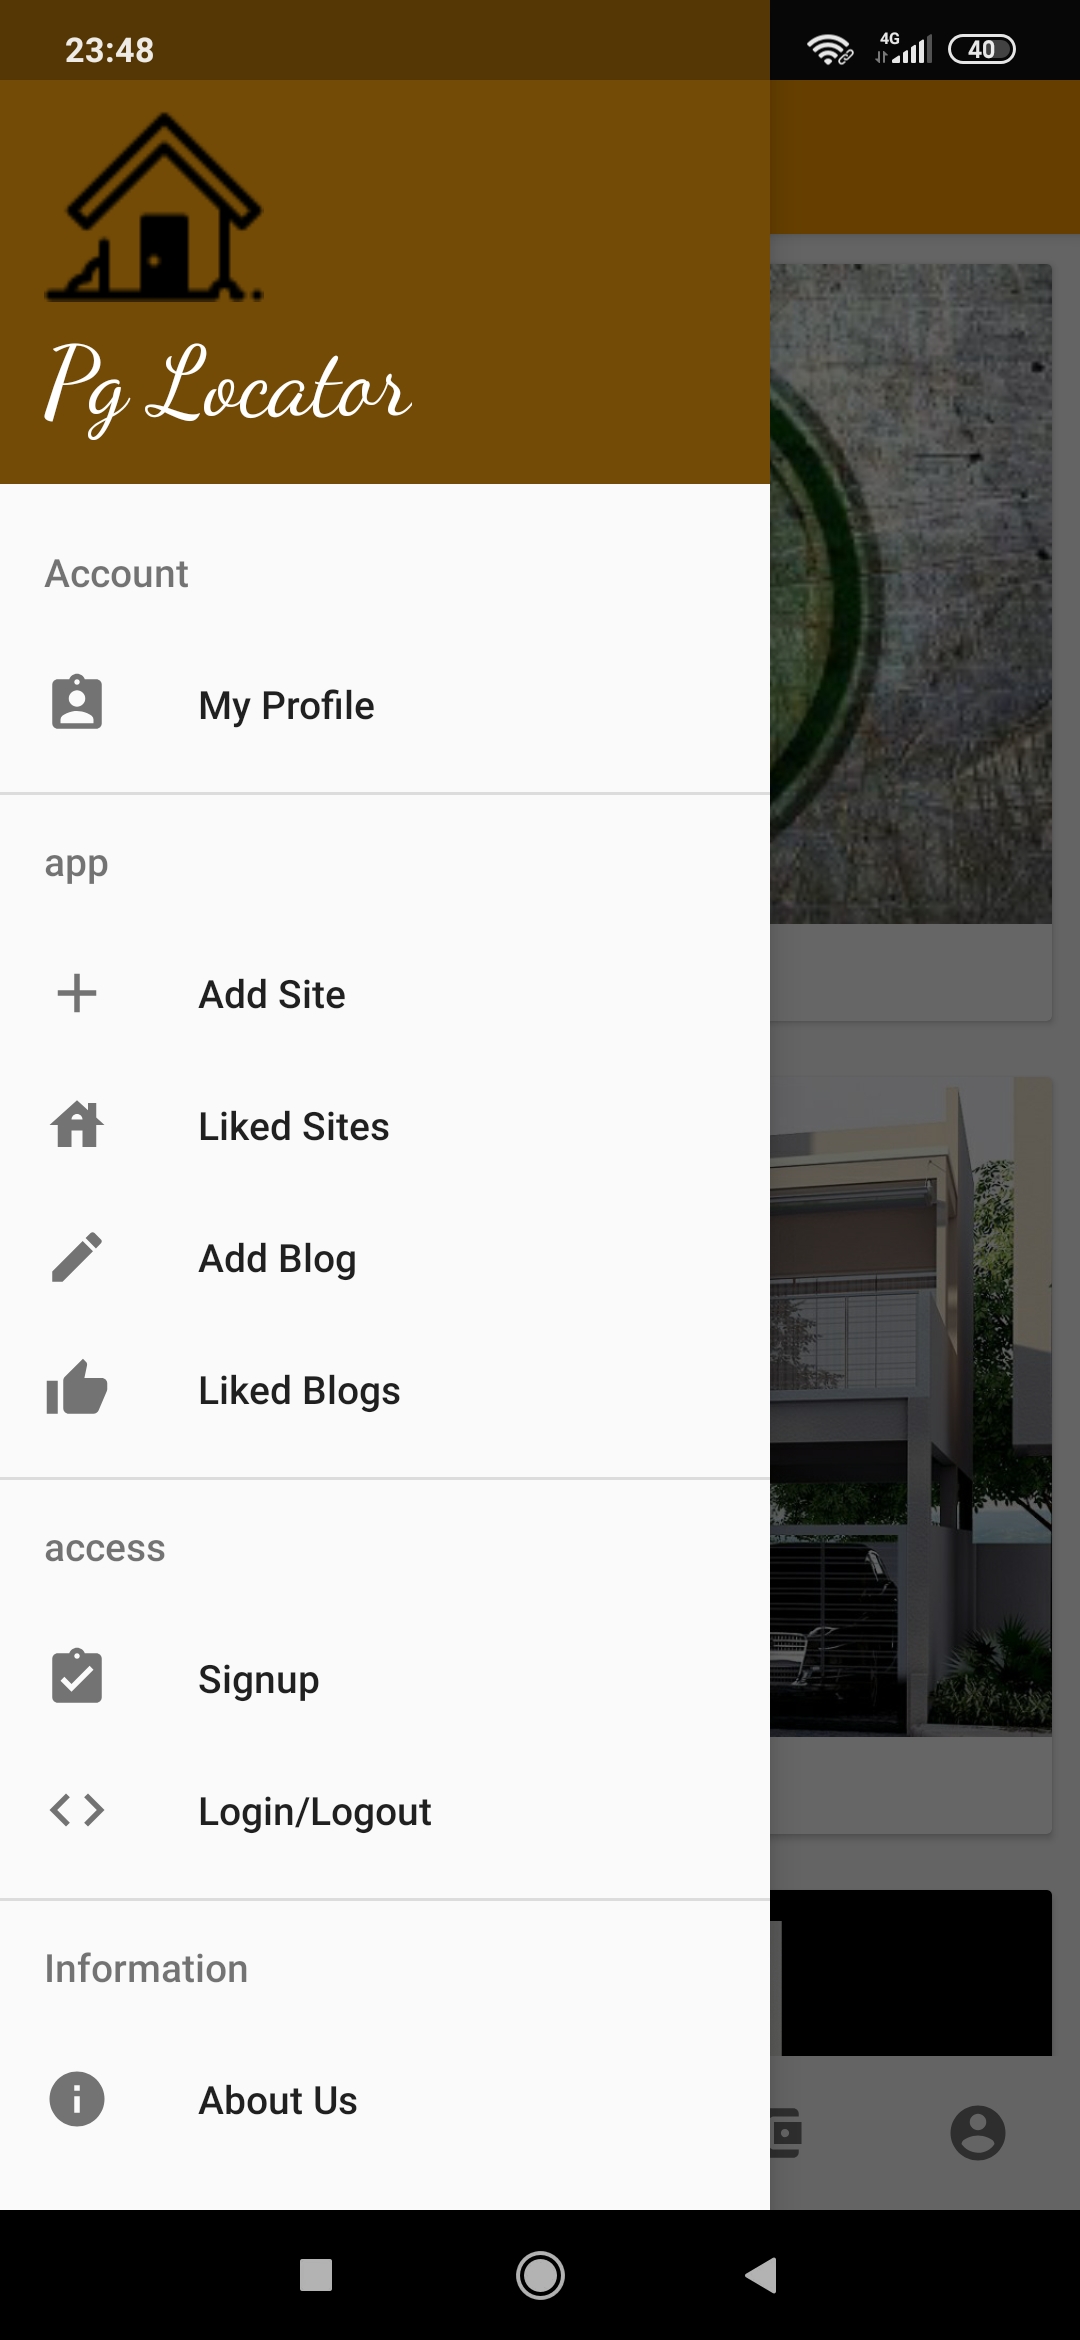 23:48
4G
40
Pg Locator
Account
My Profile
app
Add Site
Liked Sites
Add Blog
Liked Blogs
access
Signup
Login/Logout
Information
About Us